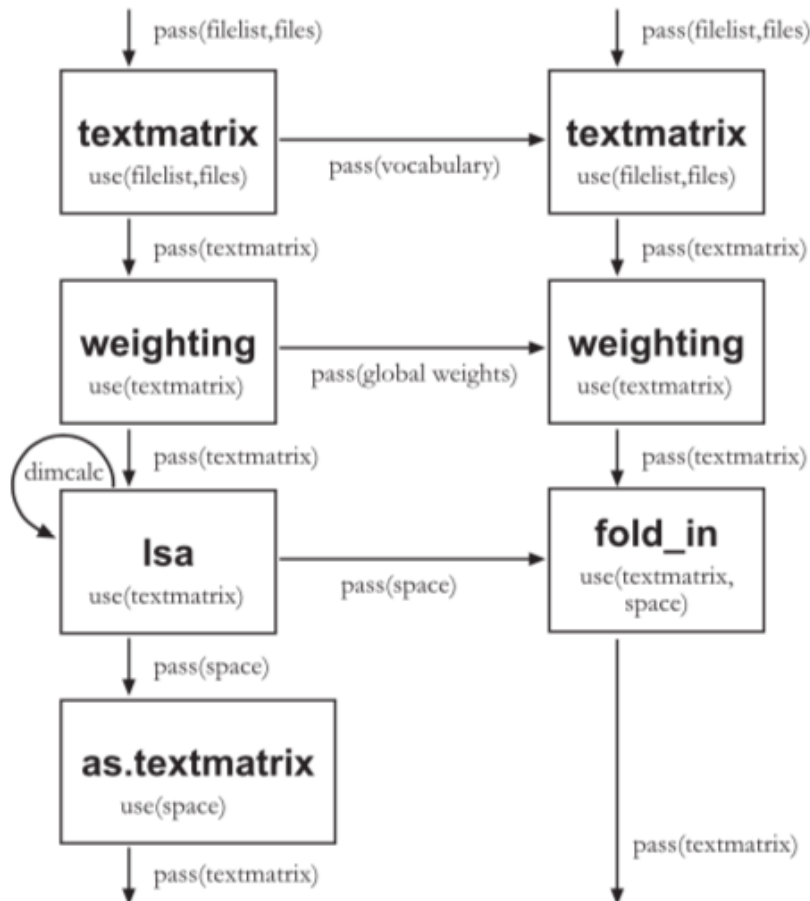 pass(filelist,files)
pass(filelist,files)
textmatrix
use(filelist,files)
pass(vocabulary)
textmatrix
use(filelist,files)
pass(textmatrix)
pass(textmatrix)
weighting
use(textmatrix)
pass(global weights)
weighting
use(textmatrix)
pass(textmatrix)
pass(textmatrix)
dimcalc
lsa
use(textmatrix)
pass(space)
fold_in
use(textmatrix,
space)
pass(space)
as.textmatrix
use(space)
pass(textmatrix)
pass(textmatrix)